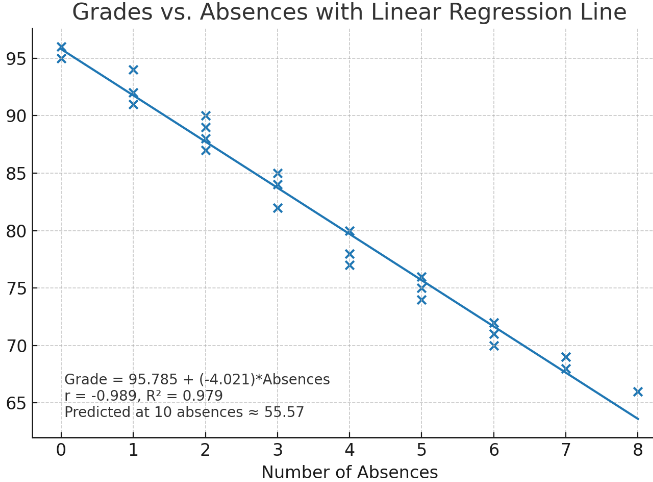 Grades vs. Absences with Linear Regression Line
95
90
85
80
75
70
65
Grade = 95.785 + (-4.021)*Absences
r = -0.989, R² = 0.979
Predicted at 10 absences ≈ 55.57
0 1 2 3 4 5 6 7 8
Number of Absences